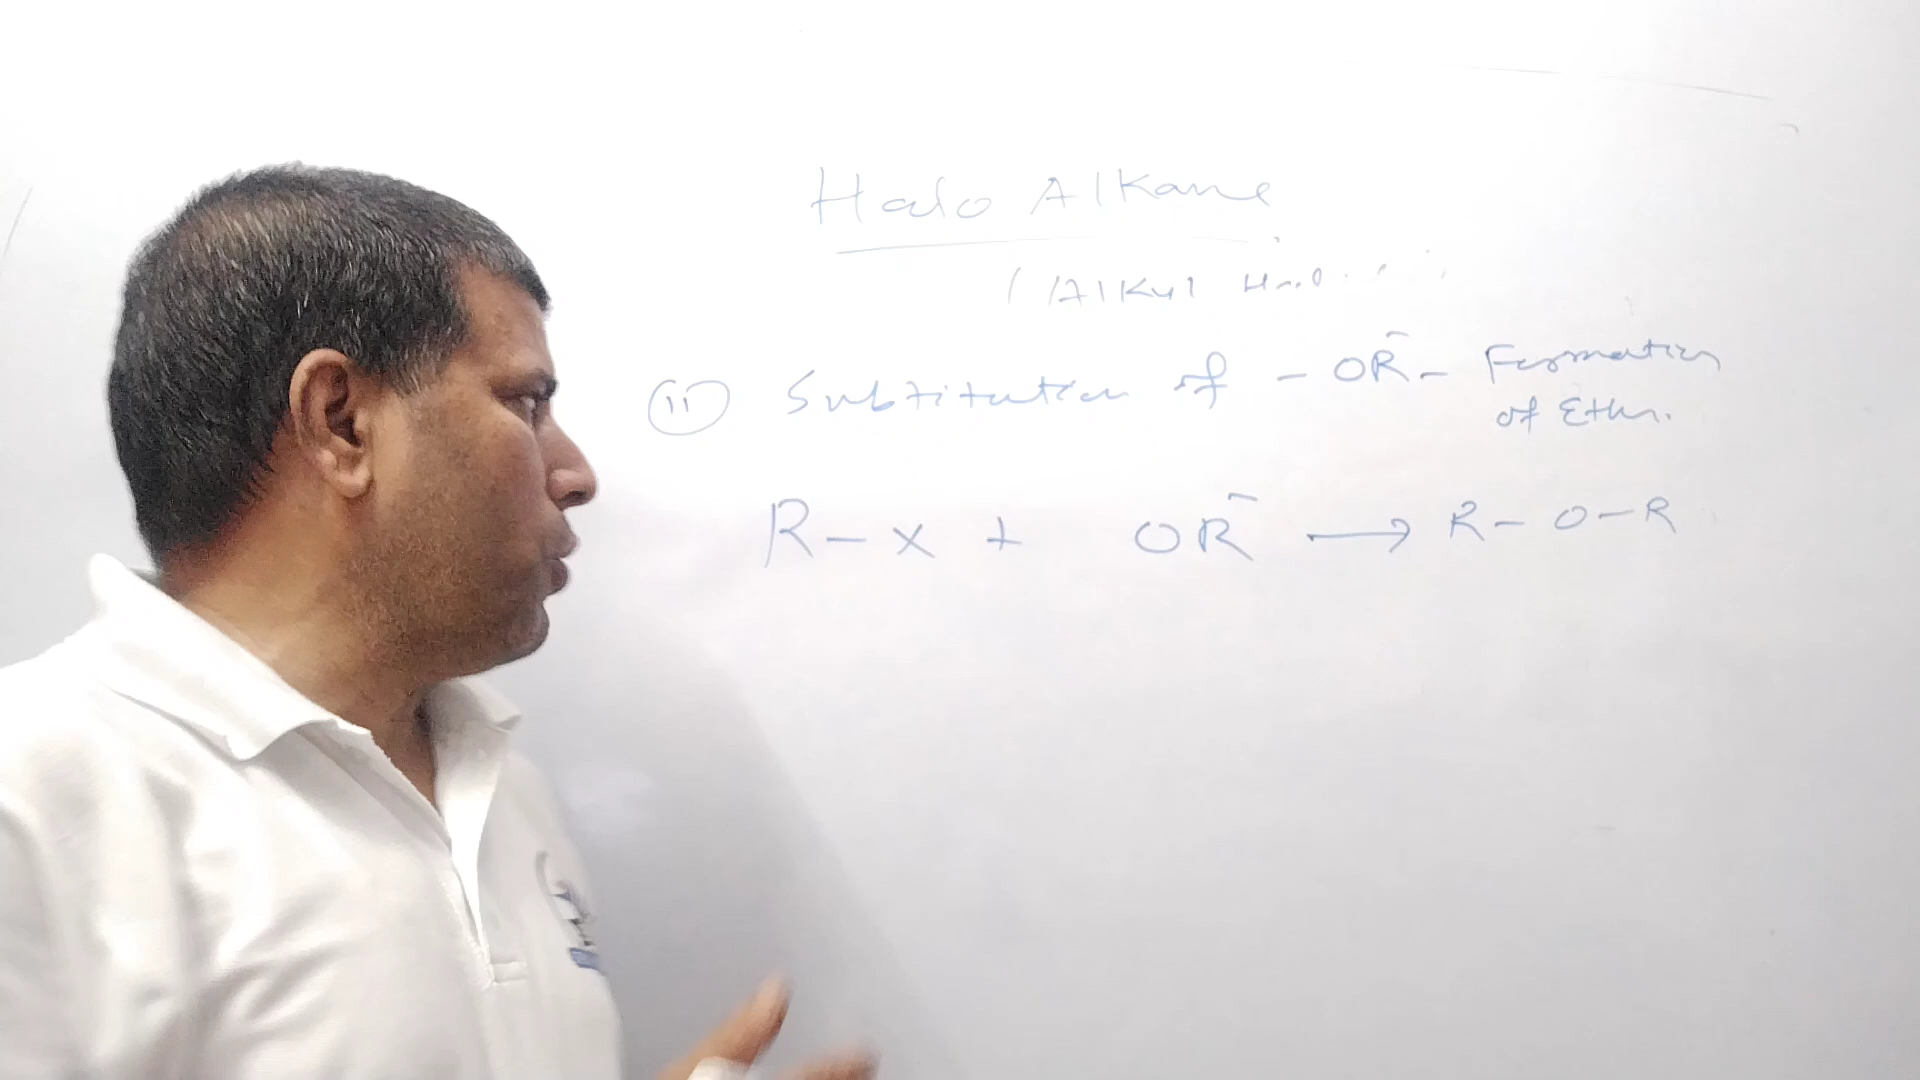 Halo Alkane
(Alkyl
(ii) Substitution of - OR⁻ - Formation
of Ether.
R - x + OR⁻ → R - O - R